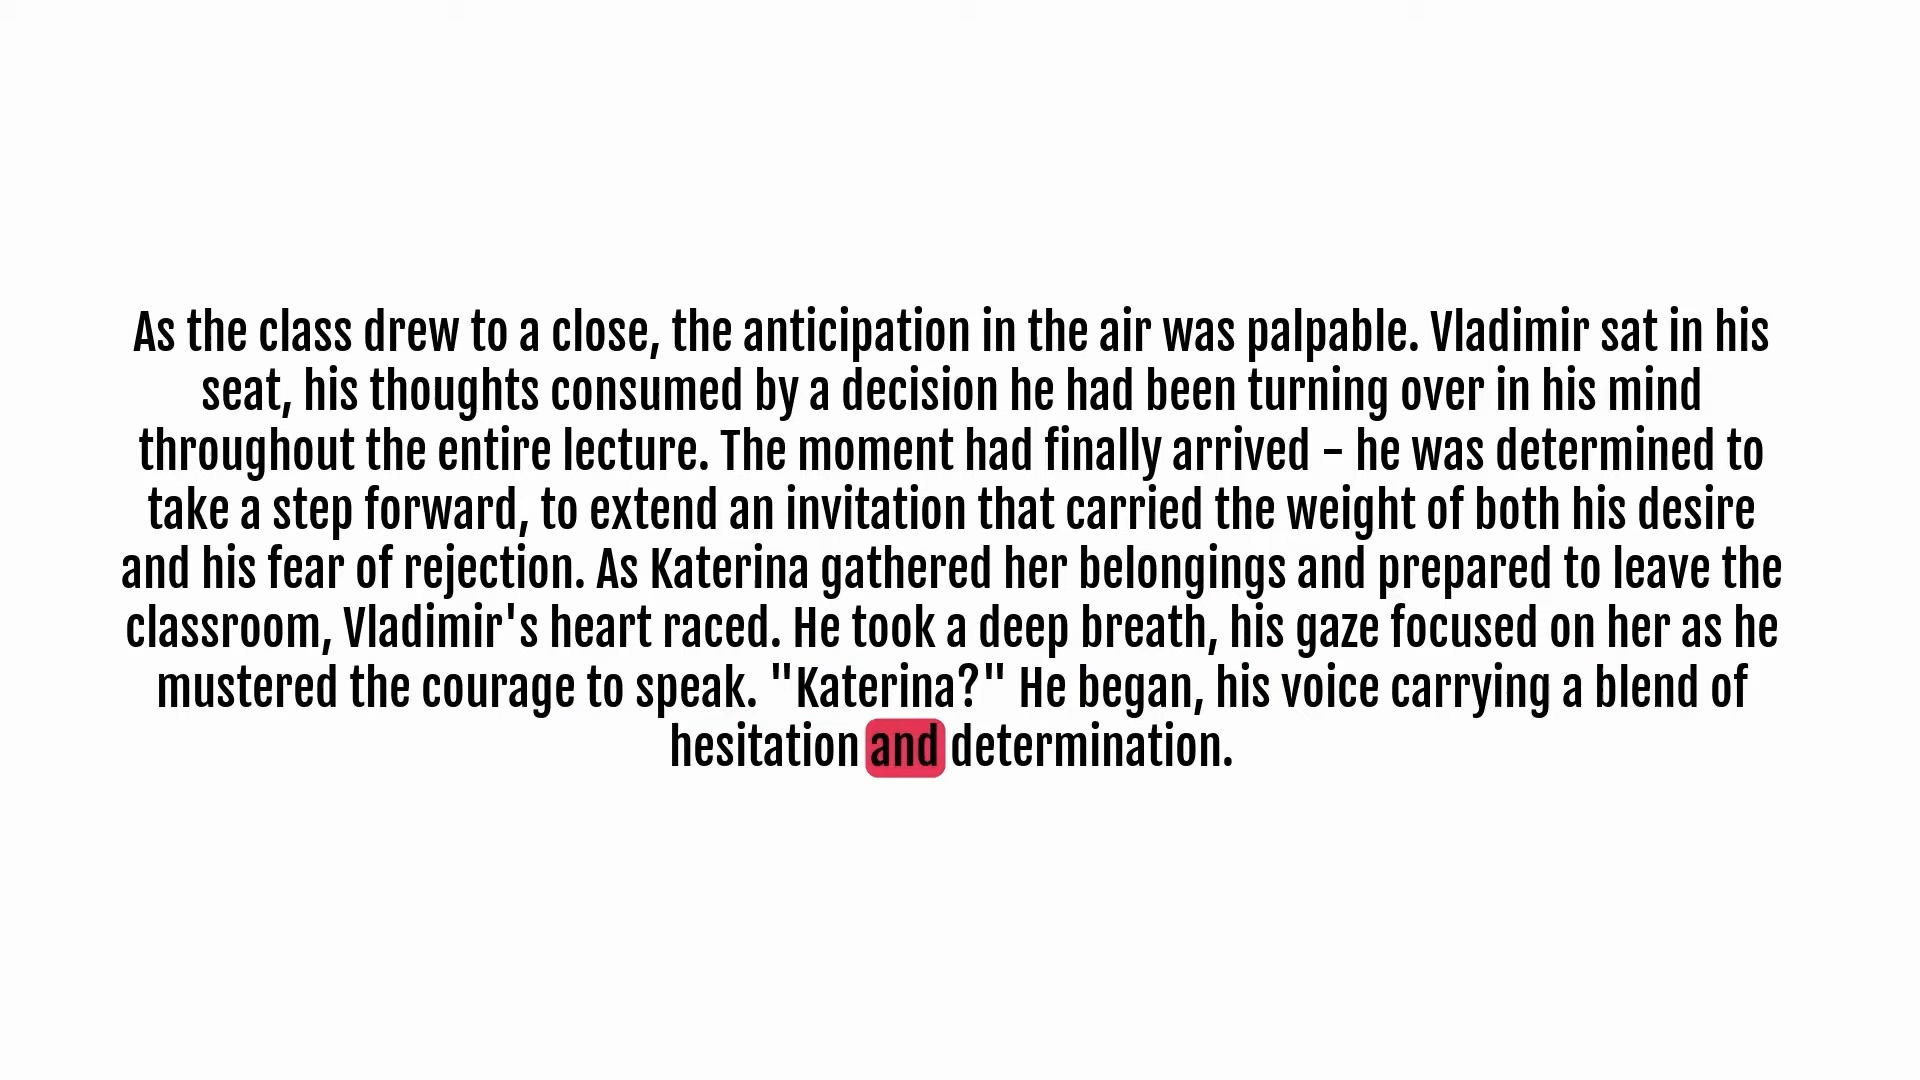 As the class drew to a close, the anticipation in the air was palpable. Vladimir sat in his
seat, his thoughts consumed by a decision he had been turning over in his mind
throughout the entire lecture. The moment had finally arrived – he was determined to
take a step forward, to extend an invitation that carried the weight of both his desire
and his fear of rejection. As Katerina gathered her belongings and prepared to leave the
classroom, Vladimir's heart raced. He took a deep breath, his gaze focused on her as he
mustered the courage to speak. "Katerina?" He began, his voice carrying a blend of
hesitation and determination.